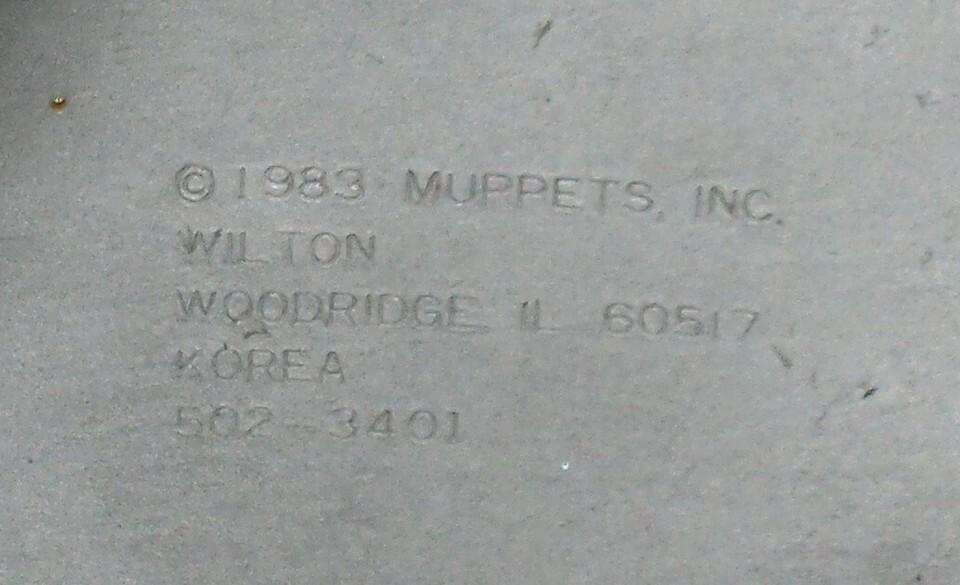 © 1983 MUPPETS, INC.
WILTON
WOODRIDGE IL 60517
KOREA
502-3401